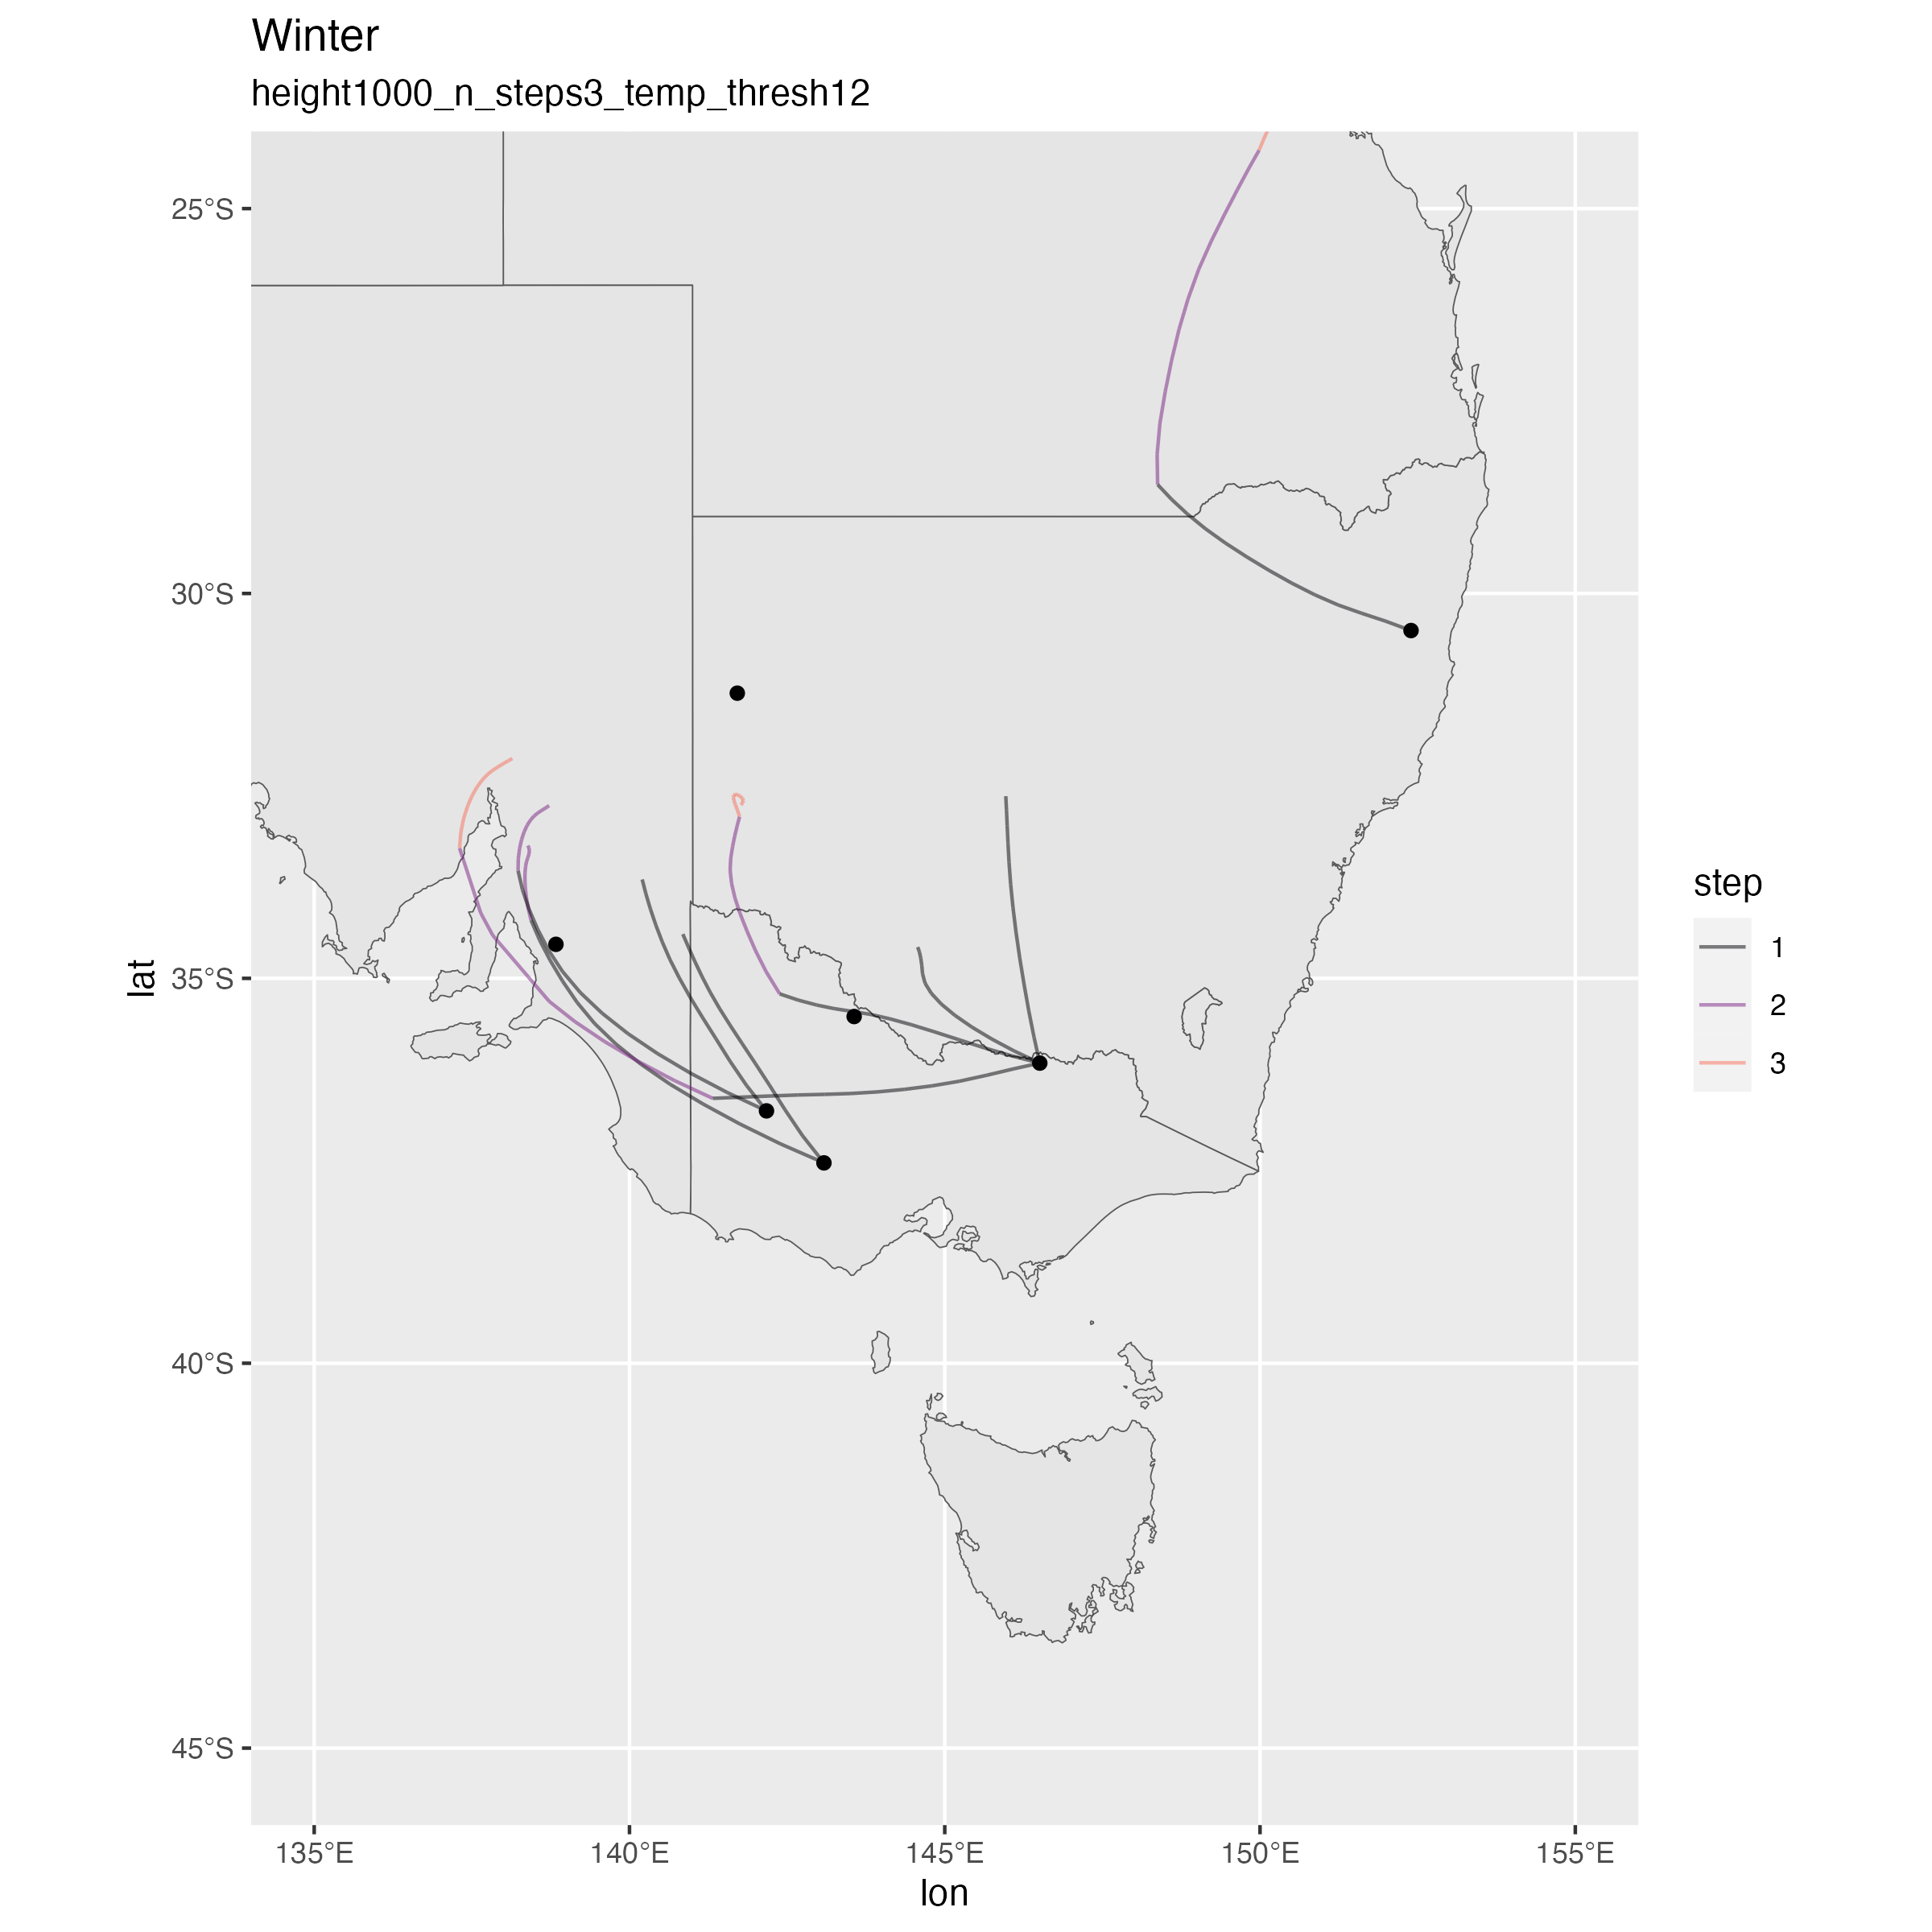 Winter
height1000_n_steps3_temp_thresh12
25°S
30°S
35°S
40°S
45°S
lat
135°E
140°E
145°E
150°E
155°E
lon
step
1
2
3